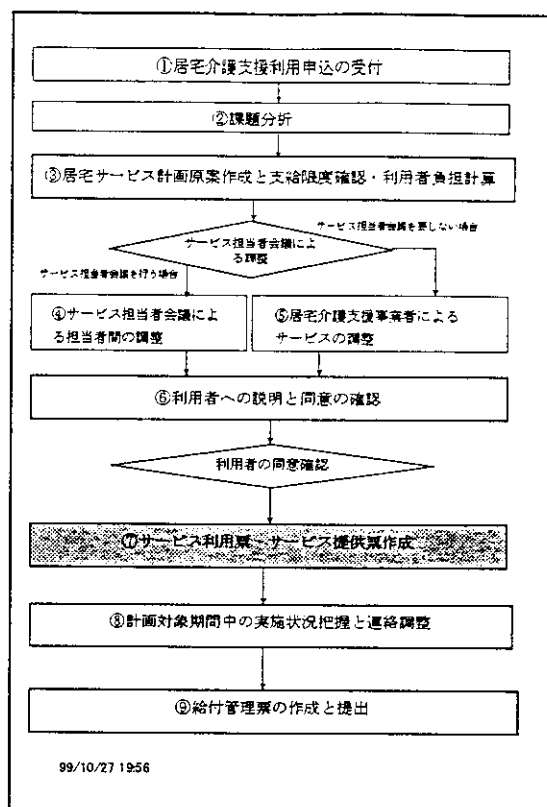 ①居宅介護支援利用申込の受付
②課題分析
③居宅サービス計画原案作成と支給限度確認・利用者負担計算
サービス担当者会議を要しない場合
サービス担当者会議によ
る調整
サービス担当者会議を行う場合
④サービス担当者会議によ
る担当者間の調整
⑤居宅介護支援事業者による
サービスの調整
⑥利用者への説明と同意の確認
利用者の同意確認
⑦サービス利用票・サービス提供票作成
⑧計画対象期間中の実施状況把握と連絡調整
⑨給付管理票の作成と提出
99/10/27 19:56